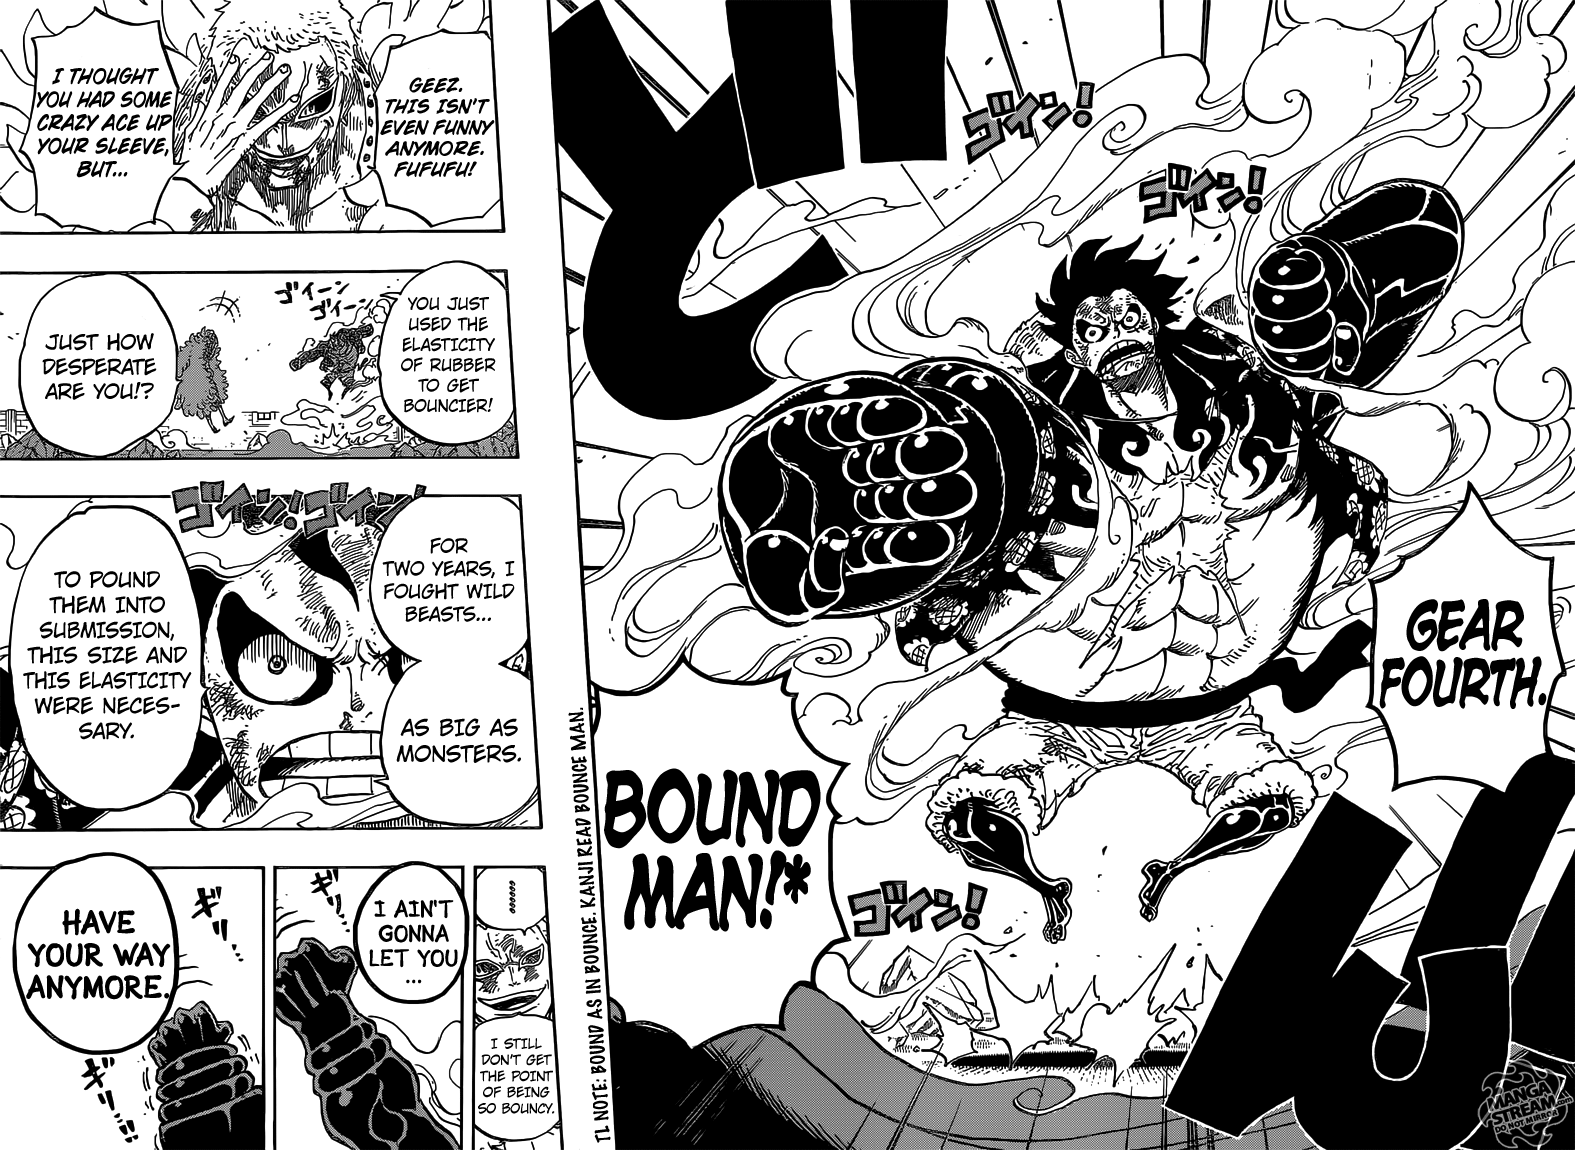 ゴイン!
ゴイン!
GEAR
FOURTH.
BOUND
MAN!*
ゴイン!
TL NOTE: BOUND AS IN BOUNCE. KANJI READ BOUNCE MAN.
GEEZ.
THIS ISN'T
EVEN FUNNY
ANYMORE.
FUFUFU!
I THOUGHT
YOU HAD SOME
CRAZY ACE UP
YOUR SLEEVE,
BUT...
YOU JUST
USED THE
ELASTICITY
OF RUBBER
TO GET
BOUNCIER!
ゴイーン
ゴイーン
JUST HOW
DESPERATE
ARE YOU!?
ゴイン!ゴイン
FOR
TWO YEARS, I
FOUGHT WILD
BEASTS...
AS BIG AS
MONSTERS.
TO POUND
THEM INTO
SUBMISSION,
THIS SIZE AND
THIS ELASTICITY
WERE NECES-
SARY.
......
I STILL
DON'T GET
THE POINT
OF BEING
SO BOUNCY.
I AIN'T
GONNA
LET YOU
...
ギッ
HAVE
YOUR WAY
ANYMORE.
MANGA
STREAM.com
DO NOT MIRROR